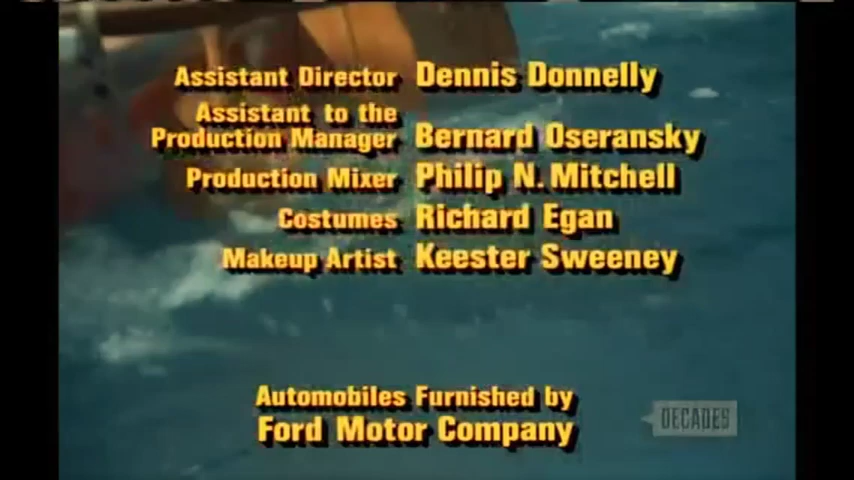 Assistant Director Dennis Donnelly
Assistant to the
Production Manager Bernard Oseransky
Production Mixer Philip N. Mitchell
Costumes Richard Egan
Makeup Artist Keester Sweeney
Automobiles Furnished by
Ford Motor Company
DECADES